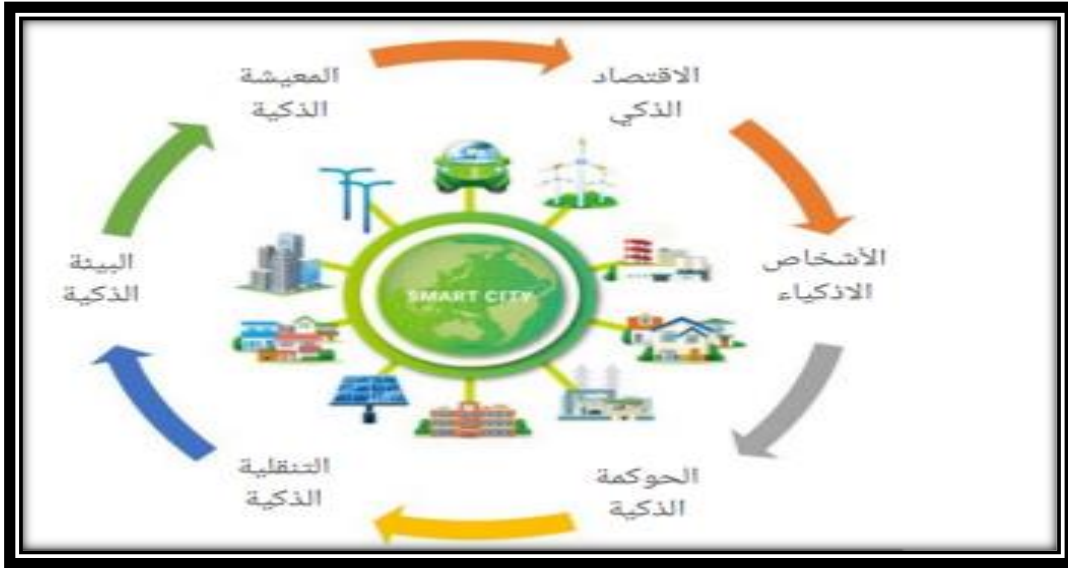 المعيشة
الذكية
الاقتصاد
الذكي
الأشخاص
الاذكياء
الحوكمة
الذكية
التنقلية
الذكية
البيئة
الذكية
SMART CITY